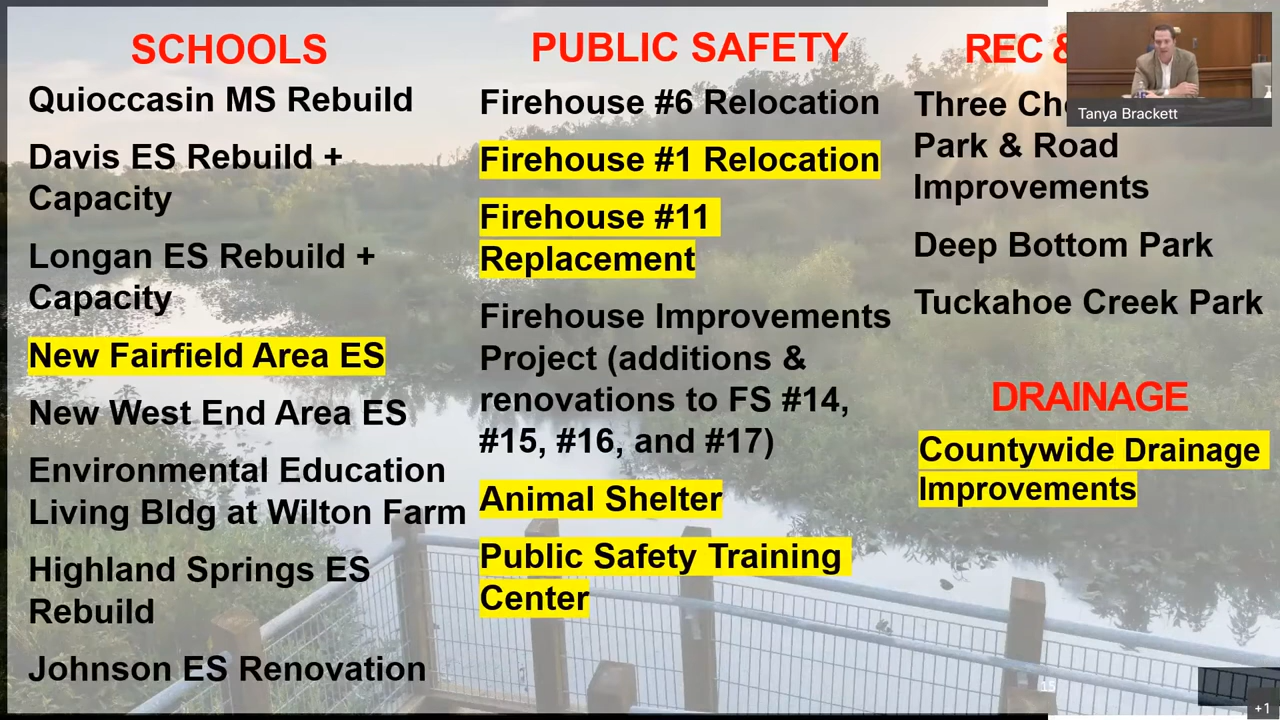 SCHOOLS
Quioccasin MS Rebuild
Davis ES Rebuild +
Capacity
Longan ES Rebuild +
Capacity
New Fairfield Area ES
New West End Area ES
Environmental Education
Living Bldg at Wilton Farm
Highland Springs ES
Rebuild
Johnson ES Renovation
PUBLIC SAFETY
Firehouse #6 Relocation
Firehouse #1 Relocation
Firehouse #11
Replacement
Firehouse Improvements
Project (additions &
renovations to FS #14,
#15, #16, and #17)
Animal Shelter
Public Safety Training
Center
REC &
Three
Park & Road
Improvements
Deep Bottom Park
Tuckahoe Creek Park
DRAINAGE
Countywide Drainage
Improvements
Tanya Brackett
+1